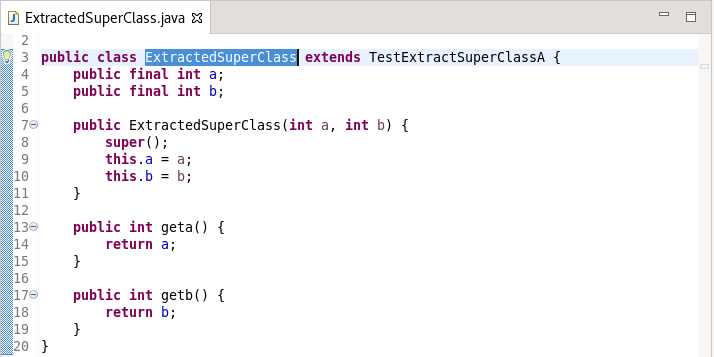 ExtractedSuperClass.java
2
3 public class ExtractedSuperClass extends TestExtractSuperClassA {
4 public final int a;
5 public final int b;
6
7 public ExtractedSuperClass(int a, int b) {
8 super();
9 this.a = a;
10 this.b = b;
11 }
12
13 public int geta() {
14 return a;
15 }
16
17 public int getb() {
18 return b;
19 }
20 }